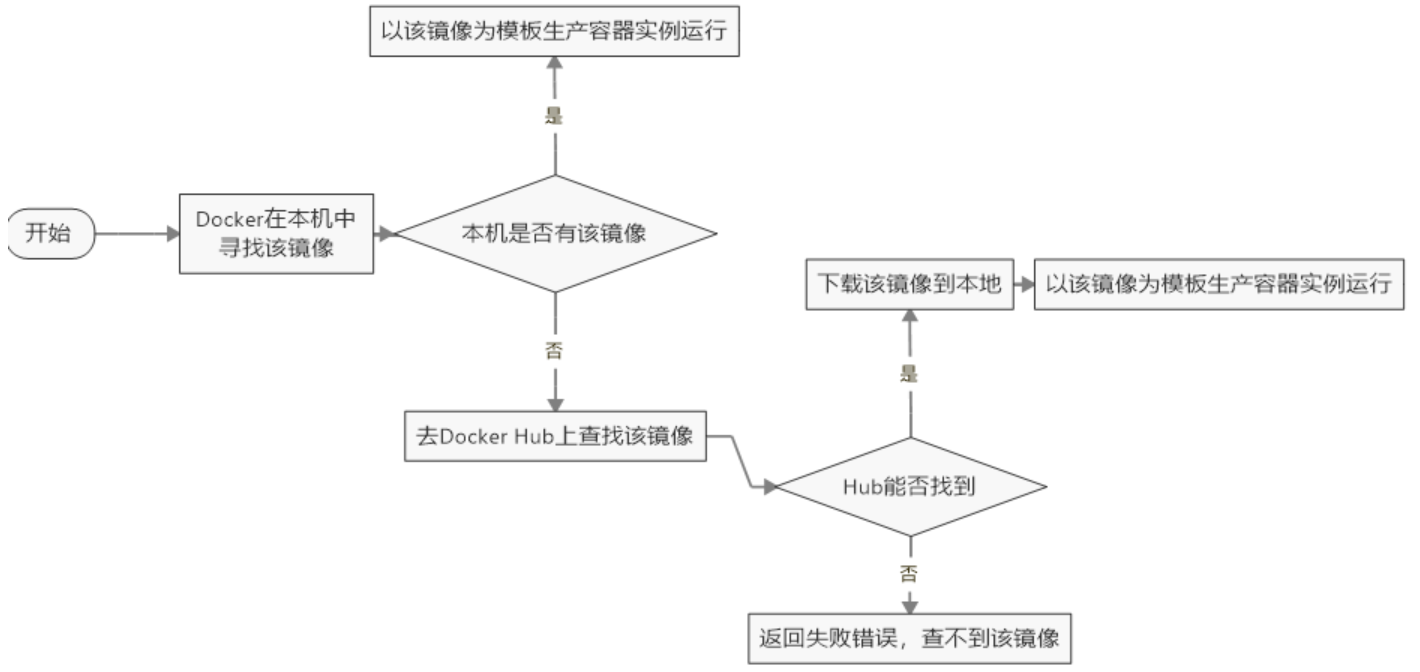 以该镜像为模板生产容器实例运行
是
开始
Docker在本机中
寻找该镜像
本机是否有该镜像
否
去Docker Hub上查找该镜像
下载该镜像到本地
以该镜像为模板生产容器实例运行
是
Hub能否找到
否
返回失败错误，查不到该镜像